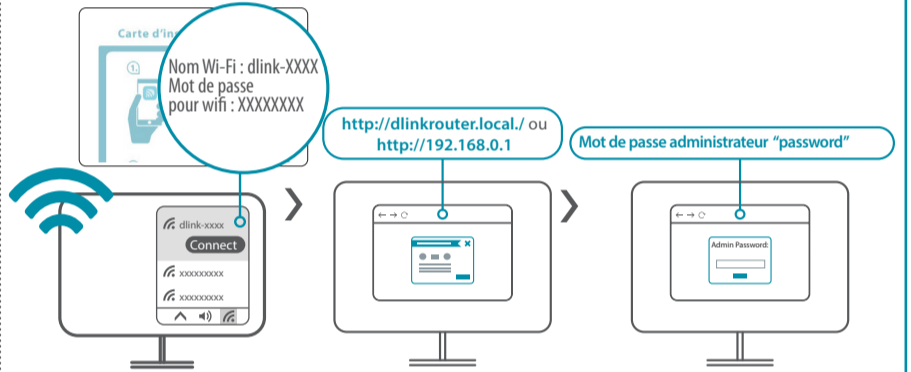 Carte d'in
1.
Nom Wi-Fi : dlink-XXXX
Mot de passe
pour wifi : XXXXXXXX
http://dlinkrouter.local./ ou
http://192.168.0.1
Mot de passe administrateur “password”
dlink-xxxx
Connect
xxxxxxxxx
xxxxxxxxx
Admin Password: